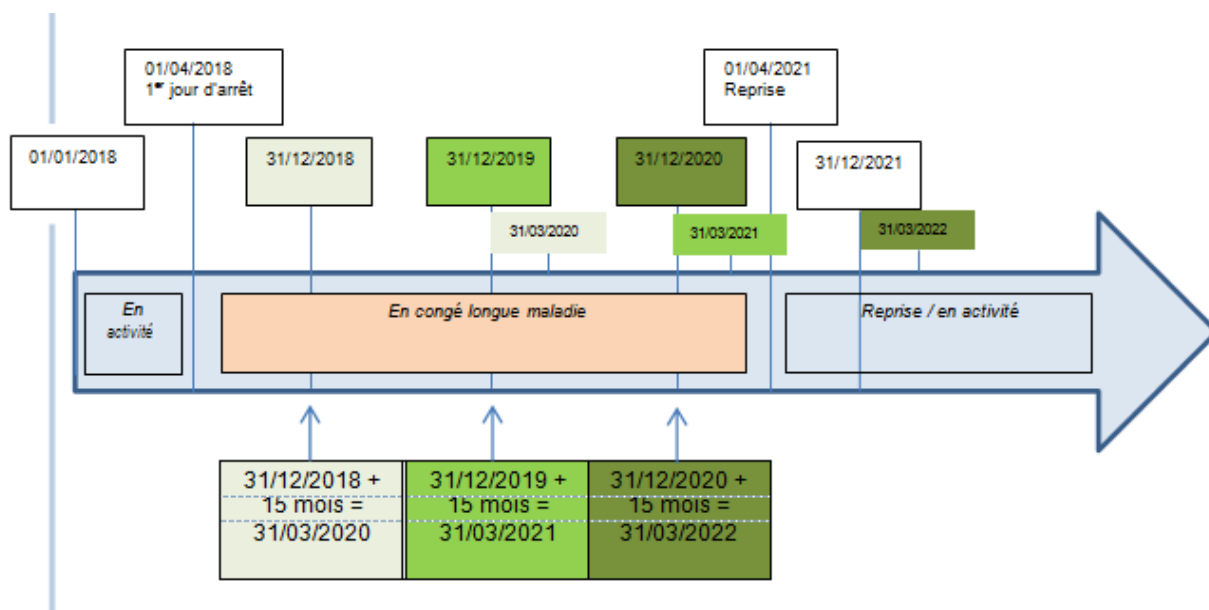 01/04/2018
1er jour d'arrêt
01/04/2021
Reprise
01/01/2018
31/12/2018
31/12/2019
31/12/2020
31/12/2021
31/03/2020
31/03/2021
31/03/2022
En
activité
En congé longue maladie
Reprise / en activité
31/12/2018 +
15 mois =
31/03/2020
31/12/2019 +
15 mois =
31/03/2021
31/12/2020 +
15 mois =
31/03/2022